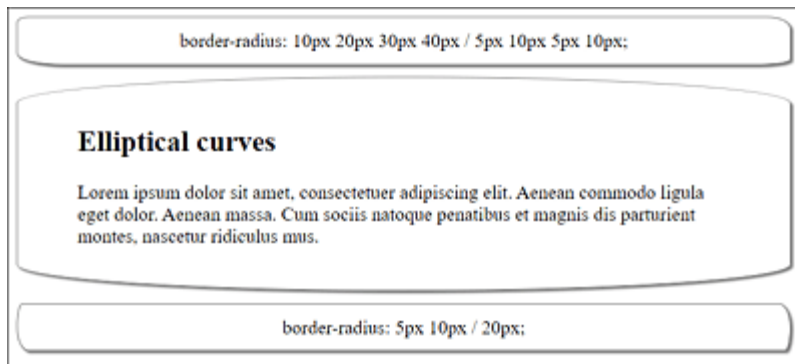 border-radius: 10px 20px 30px 40px / 5px 10px 5px 10px;
Elliptical curves
Lorem ipsum dolor sit amet, consectetuer adipiscing elit. Aenean commodo ligula
eget dolor. Aenean massa. Cum sociis natoque penatibus et magnis dis parturient
montes, nascetur ridiculus mus.
border-radius: 5px 10px / 20px;